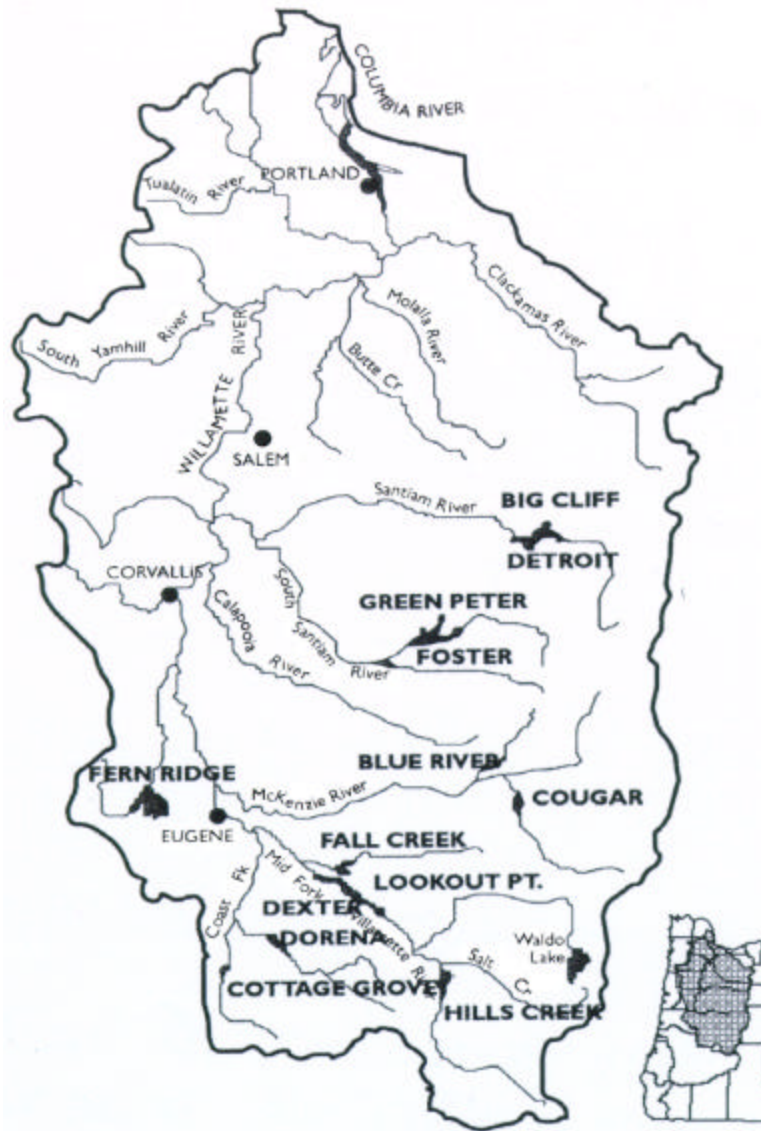 COLUMBIA RIVER
PORTLAND
Tualatin River
Clackamas River
Molalla River
South Yamhill River
WILLAMETTE RIVER
Butte Cr
SALEM
Santiam River
BIG CLIFF
DETROIT
CORVALLIS
South Santiam River
Calapooia River
GREEN PETER
FOSTER
BLUE RIVER
FERN RIDGE
McKenzie River
COUGAR
EUGENE
FALL CREEK
Mid Fork Willamette River
LOOKOUT PT.
Coast Fk
DEXTER
DORENA
Waldo
Lake
Salt Cr
COTTAGE GROVE
HILLS CREEK